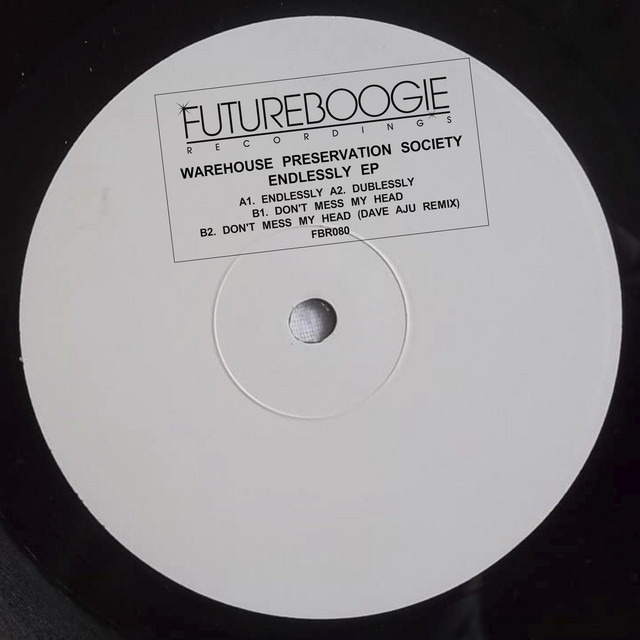 FUTUREBOOGIE
RECORDINGS
WAREHOUSE PRESERVATION SOCIETY
ENDLESSLY EP
A1. ENDLESSLY A2. DUBLESSLY
B1. DON'T MESS MY HEAD
B2. DON'T MESS MY HEAD (DAVE AJU REMIX)
FBR080